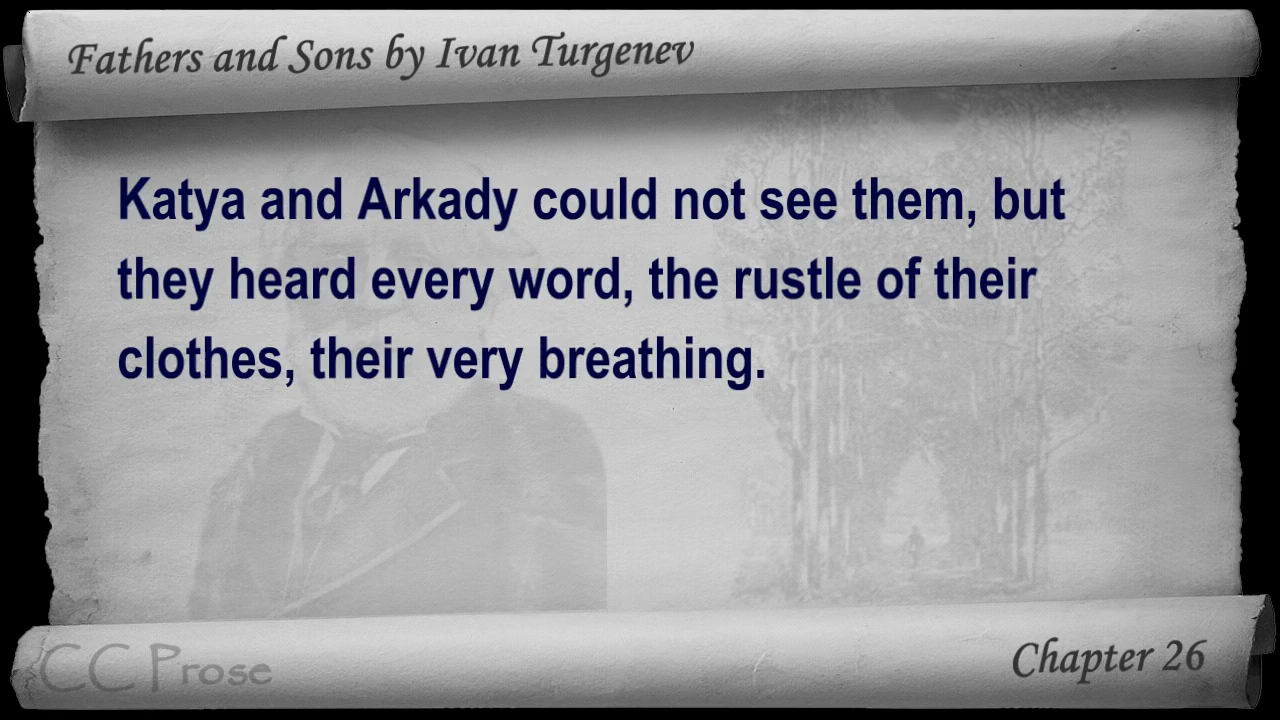 Fathers and Sons by Ivan Turgenev
Katya and Arkady could not see them, but
they heard every word, the rustle of their
clothes, their very breathing.
CC Prose
Chapter 26